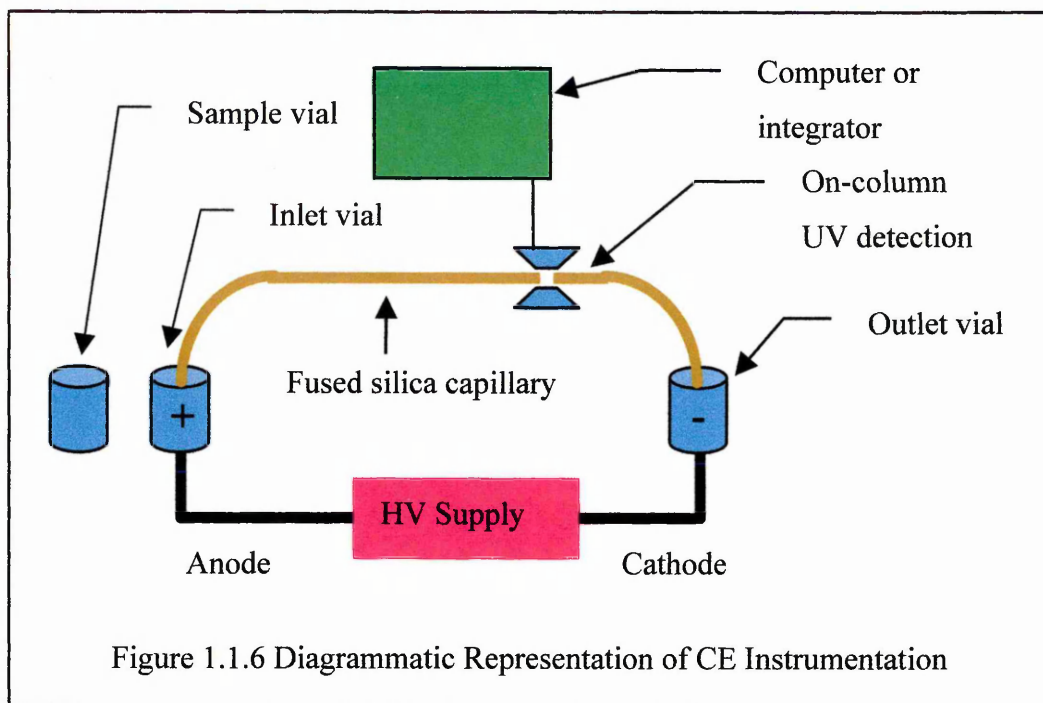 Computer or
integrator
Sample vial
On-column
UV detection
Inlet vial
Outlet vial
Fused silica capillary
+
-
HV Supply
Anode
Cathode
Figure 1.1.6 Diagrammatic Representation of CE Instrumentation